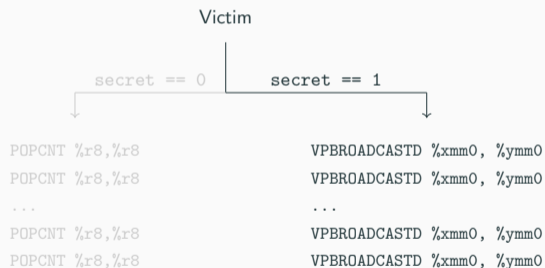 Victim
secret == 0 secret == 1
POPCNT %r8,%r8 VPBROADCASTD %xmm0, %ymm0
POPCNT %r8,%r8 VPBROADCASTD %xmm0, %ymm0
... ...
POPCNT %r8,%r8 VPBROADCASTD %xmm0, %ymm0
POPCNT %r8,%r8 VPBROADCASTD %xmm0, %ymm0